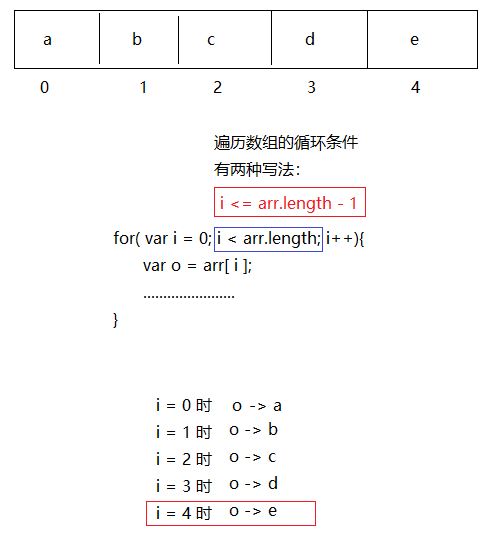 a b c d e
0 1 2 3 4
遍历数组的循环条件
有两种写法：
i <= arr.length - 1
for( var i = 0; i < arr.length; i++){
var o = arr[ i ];
.......................
}
i = 0 时 o -> a
i = 1 时 o -> b
i = 2 时 o -> c
i = 3 时 o -> d
i = 4 时 o -> e